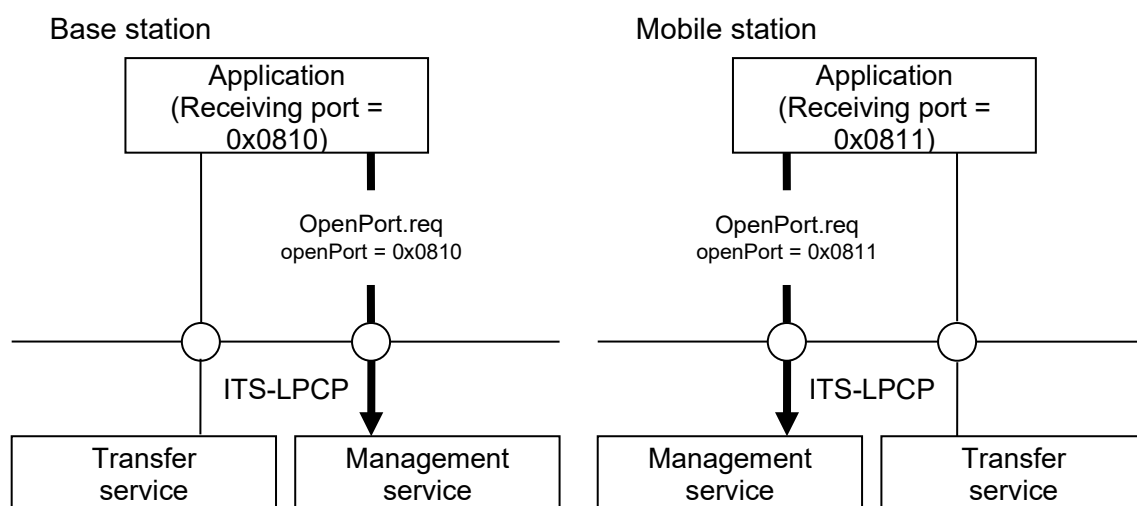 Base station
Application
(Receiving port =
0x0810)
OpenPort.req
openPort = 0x0810
ITS-LPCP
Transfer
service
Management
service
Mobile station
Application
(Receiving port =
0x0811)
OpenPort.req
openPort = 0x0811
ITS-LPCP
Management
service
Transfer
service